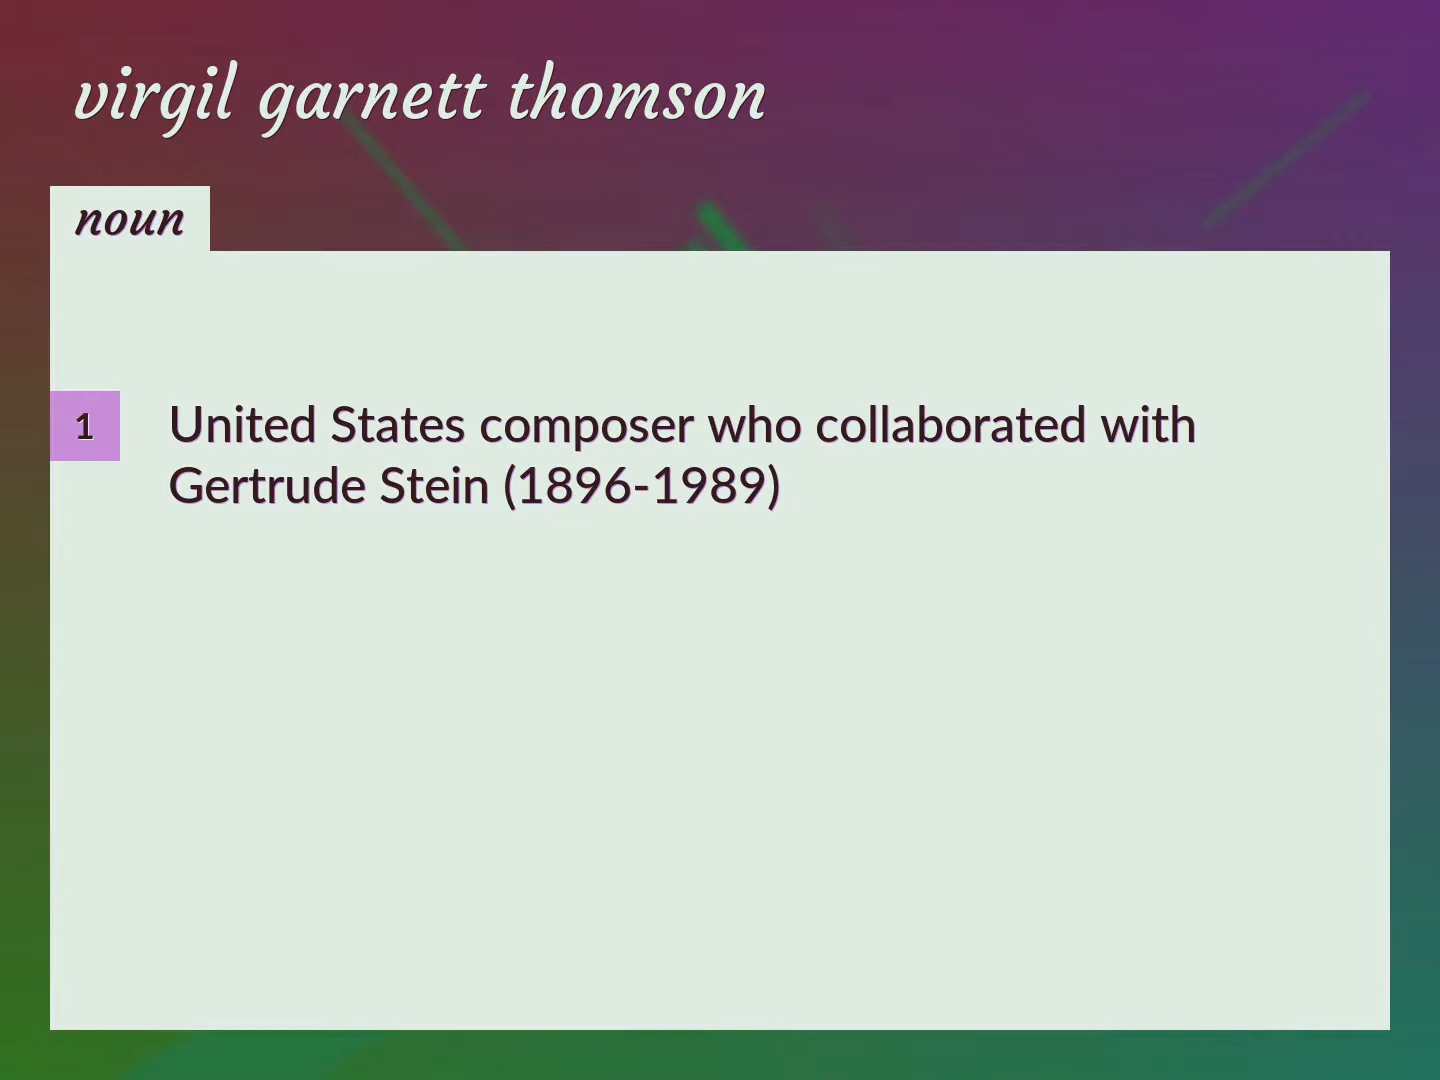 virgil garnett thomson
noun
1
United States composer who collaborated with
Gertrude Stein (1896-1989)